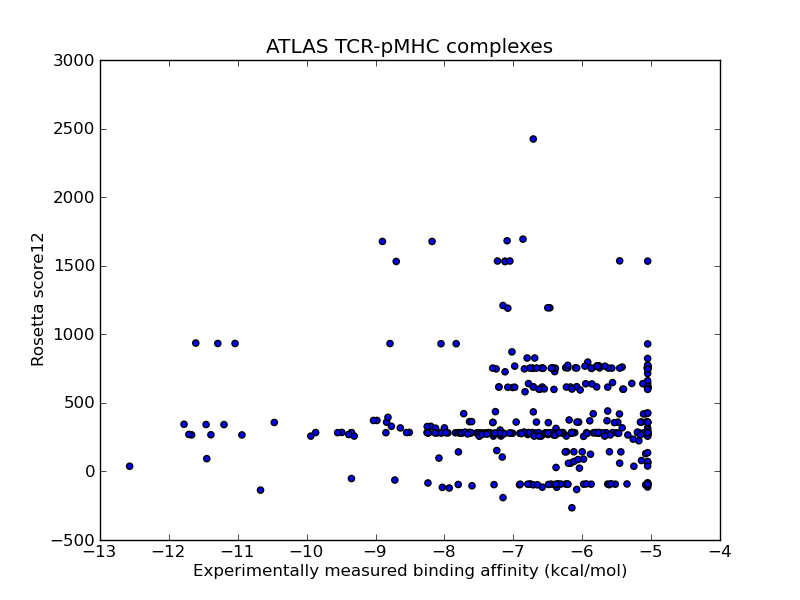 ATLAS TCR-pMHC complexes
3000
2500
2000
1500
1000
500
0
−500
Rosetta score12
−13 −12 −11 −10 −9 −8 −7 −6 −5 −4
Experimentally measured binding affinity (kcal/mol)